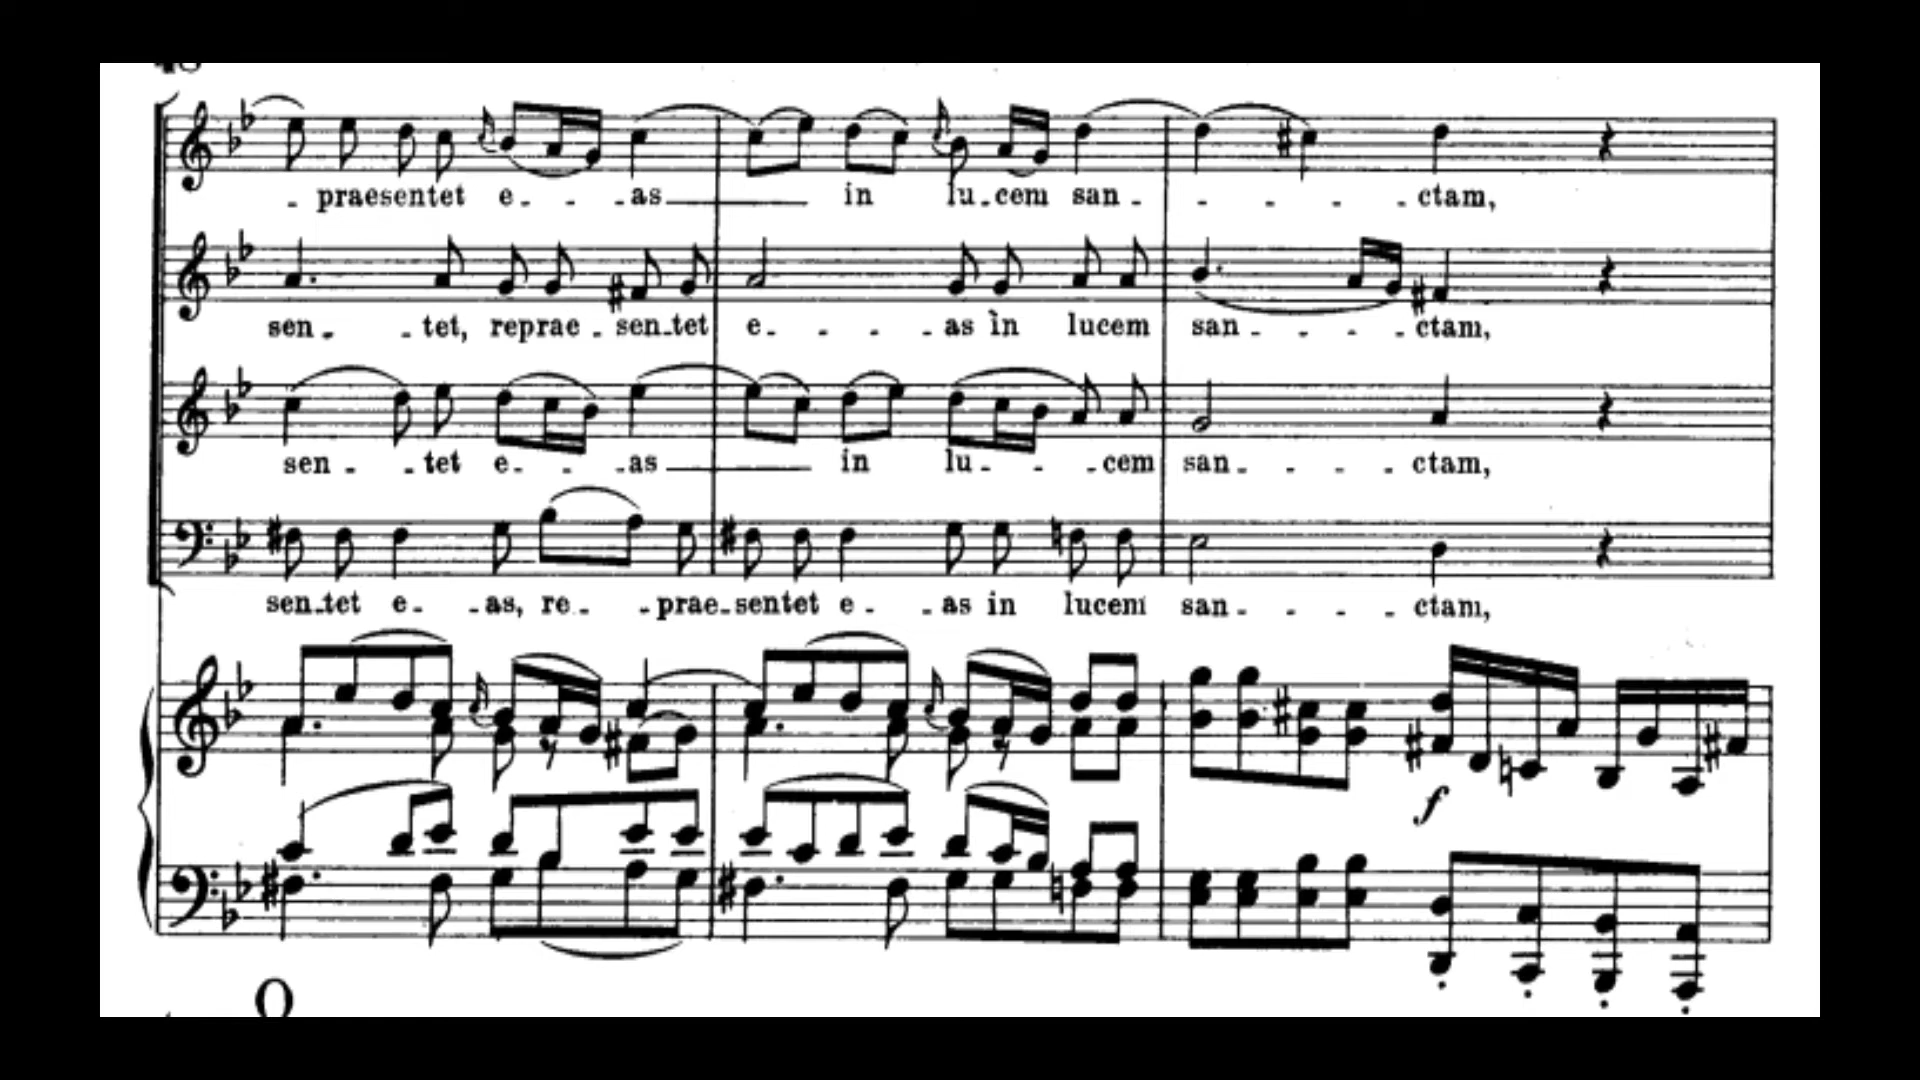 - praesentet e - - - as in lu - cem san - - - - - ctam,
sen - - tet, reprae - sen - tet e - - - - as in lucem san - - - - ctam,
sen - - tet e - - - as in lu - - - - cem san - - - - ctam,
sen - tet e - - as, re - - prae - sentet e - - as in lucem san - - - - ctam,
f
O